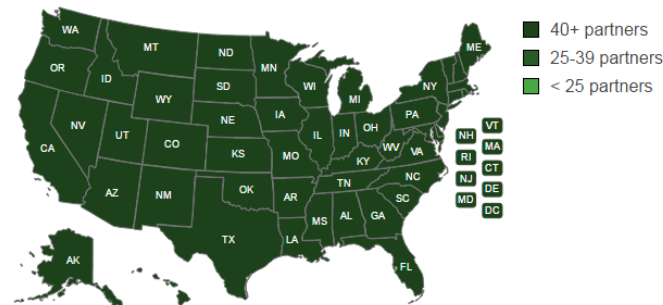 WA
MT
ND
MN
ME
OR
ID
WY
SD
WI
MI
NY
NV
UT
CO
NE
IA
IL
IN
OH
PA
CA
KS
MO
KY
WV
VA
AZ
NM
OK
AR
TN
NC
TX
LA
MS
AL
GA
SC
FL
AK
NH
VT
RI
MA
NJ
CT
MD
DE
DC
40+ partners
25-39 partners
< 25 partners